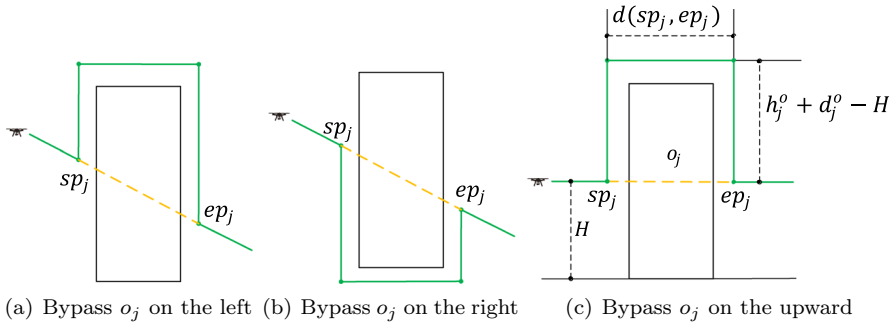 d(sp_j, ep_j)
sp_j
ep_j
sp_j
ep_j
h_j^o + d_j^o − H
o_j
sp_j
ep_j
H
(a) Bypass o_j on the left
(b) Bypass o_j on the right
(c) Bypass o_j on the upward